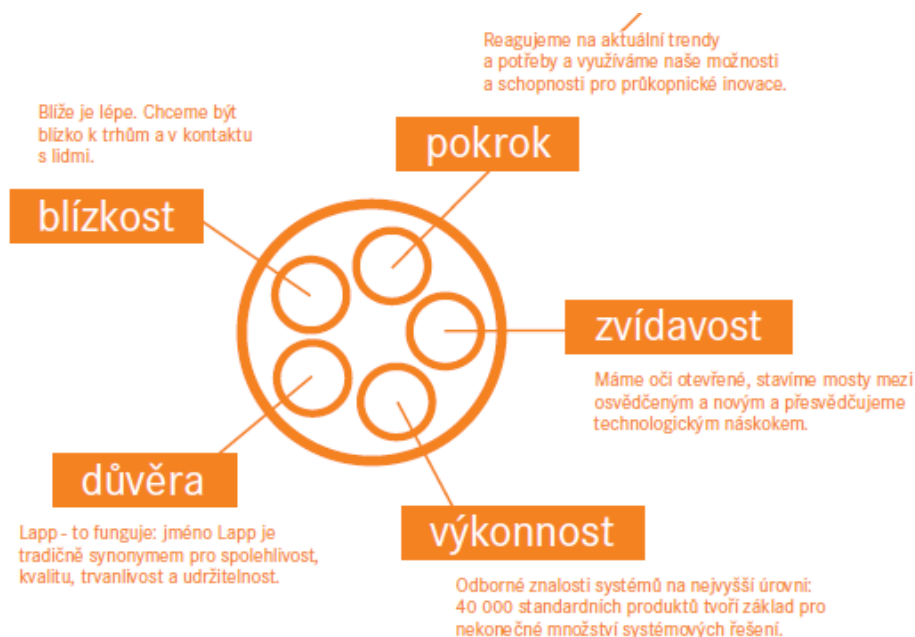 Reagujeme na aktuální trendy
a potřeby a využíváme naše možnosti
a schopnosti pro průkopnické inovace.
pokrok
Blíže je lépe. Chceme být
blízko k trhům a v kontaktu
s lidmi.
blízkost
zvídavost
Máme oči otevřené, stavíme mosty mezi
osvědčeným a novým a přesvědčujeme
technologickým náskokem.
důvěra
Lapp - to funguje: jméno Lapp je
tradičně synonymem pro spolehlivost,
kvalitu, trvanlivost a udržitelnost.
výkonnost
Odborné znalosti systémů na nejvyšší úrovni:
40 000 standardních produktů tvoří základ pro
nekonečné množství systémových řešení.